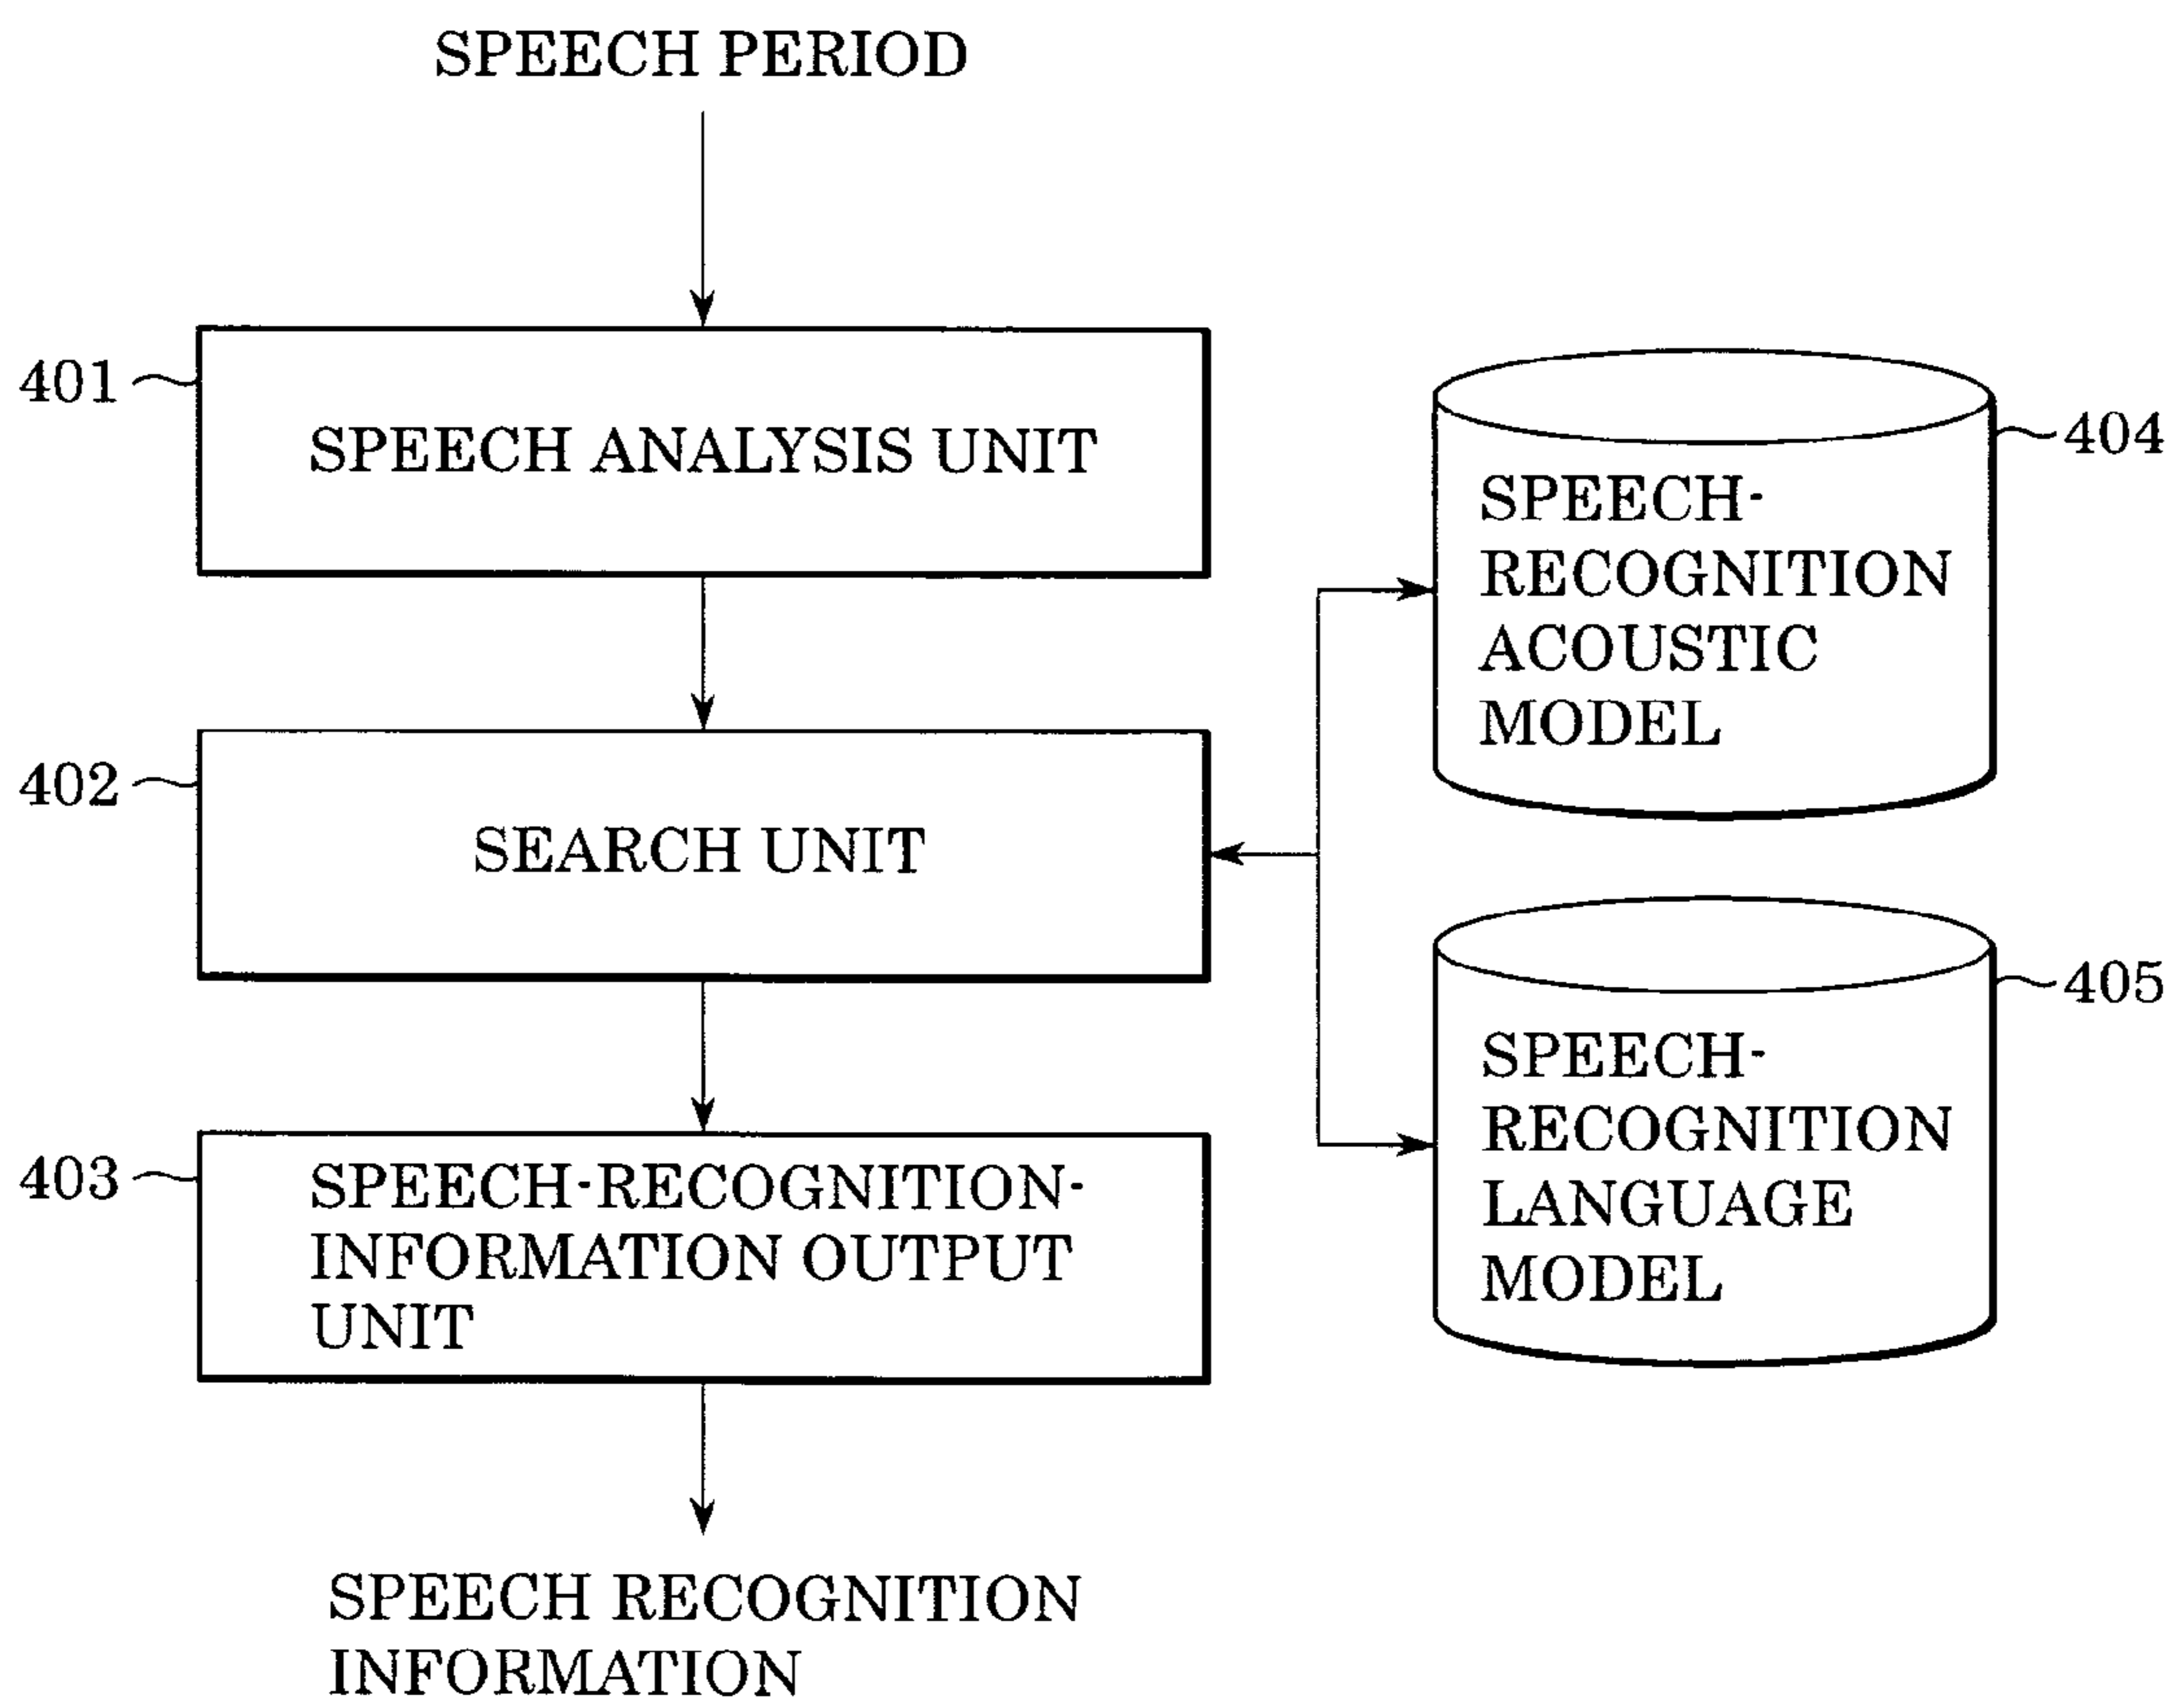 SPEECH PERIOD
401
SPEECH ANALYSIS UNIT
402
SEARCH UNIT
403
SPEECH-RECOGNITION-
INFORMATION OUTPUT
UNIT
SPEECH RECOGNITION
INFORMATION
404
SPEECH-
RECOGNITION
ACOUSTIC
MODEL
405
SPEECH-
RECOGNITION
LANGUAGE
MODEL